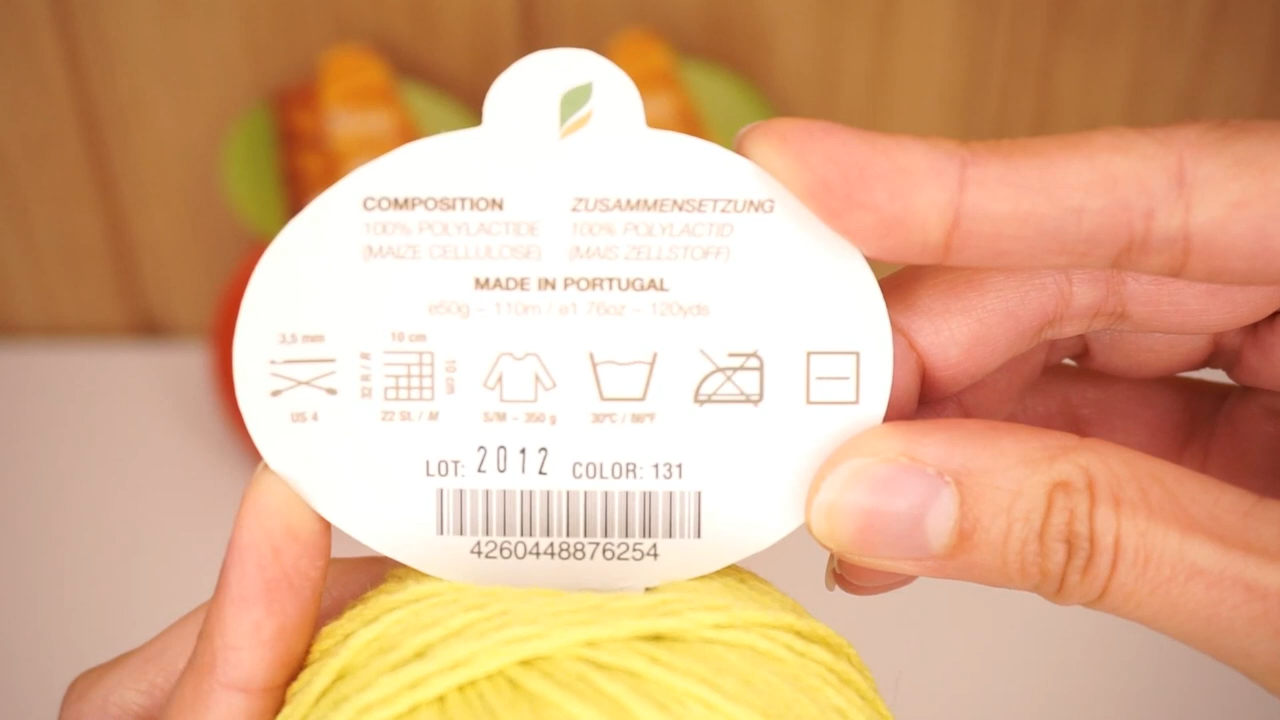 COMPOSITION ZUSAMMENSETZUNG
100% POLYLACTIDE 100% POLYLACTID
(MAIZE CELLULOSE) (MAIS ZELLSTOFF)
MADE IN PORTUGAL
e50g – 110m / e1.76oz – 120yds
3,5 mm 10 cm
10 cm
US 4 22 St. / M S/M – 350 g 30°C / 86°F
LOT: 2012 COLOR: 131
4260448876254